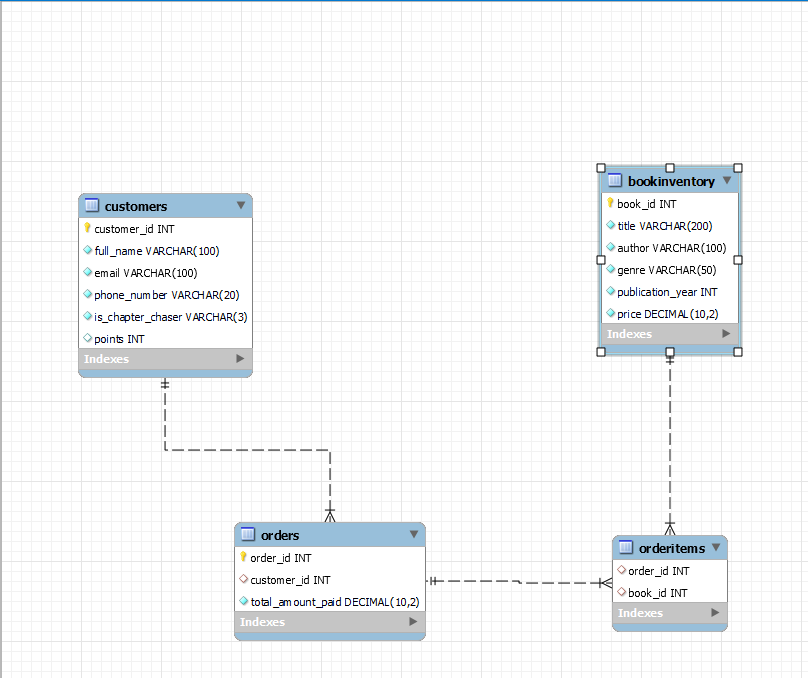 customers
customer_id INT
full_name VARCHAR(100)
email VARCHAR(100)
phone_number VARCHAR(20)
is_chapter_chaser VARCHAR(3)
points INT
Indexes
bookinventory
book_id INT
title VARCHAR(200)
author VARCHAR(100)
genre VARCHAR(50)
publication_year INT
price DECIMAL(10,2)
Indexes
orders
order_id INT
customer_id INT
total_amount_paid DECIMAL(10,2)
Indexes
orderitems
order_id INT
book_id INT
Indexes